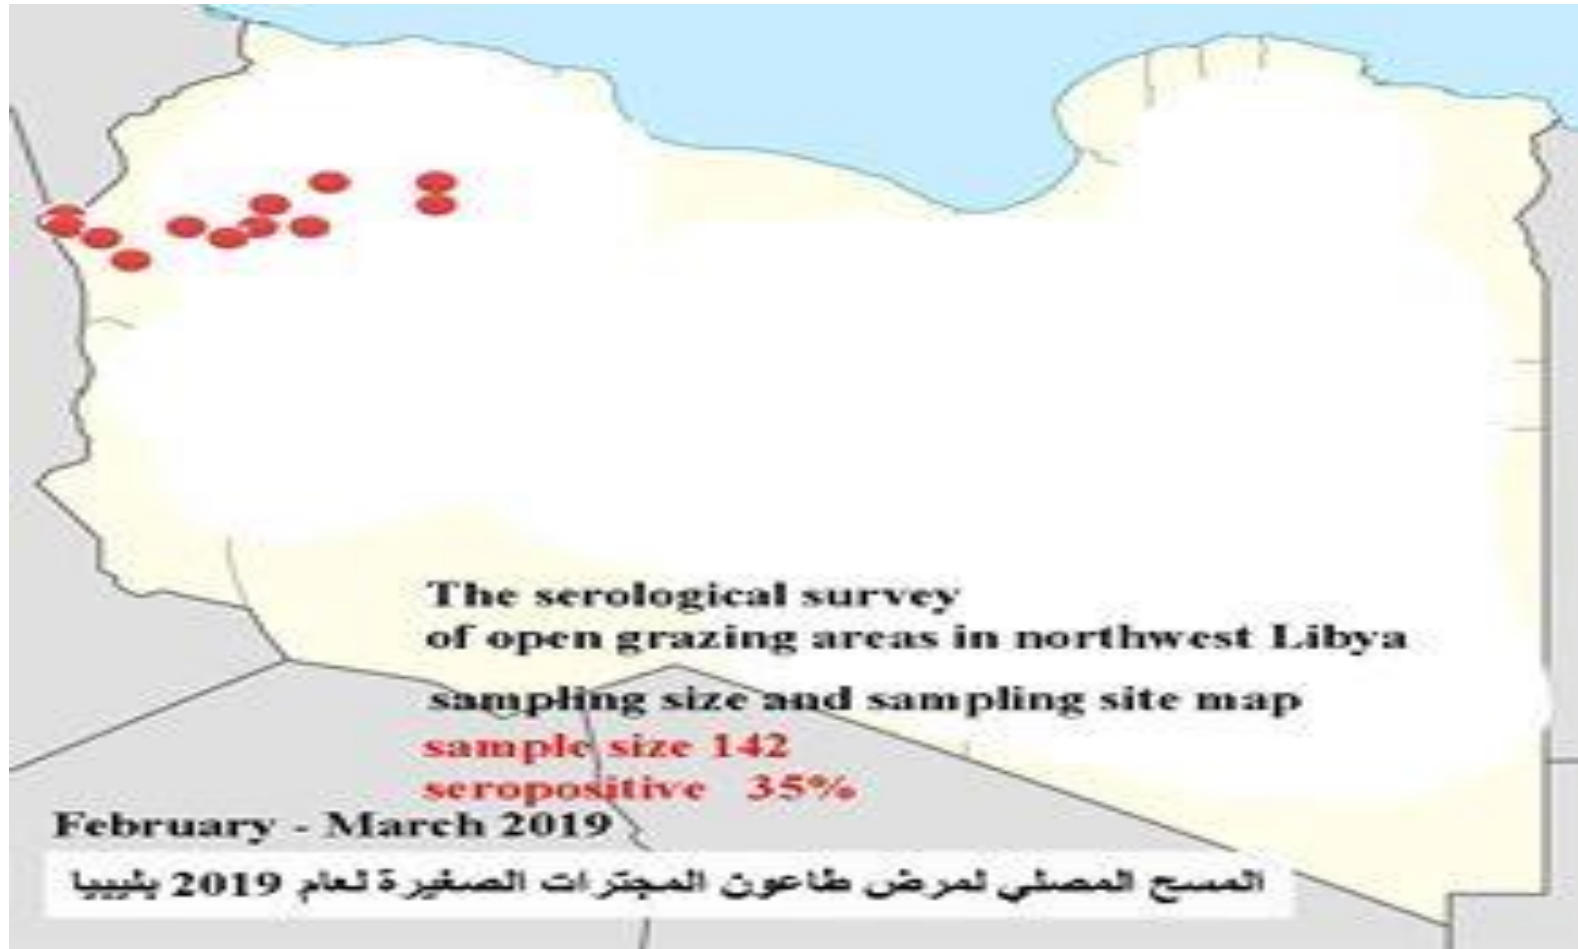 The serological survey
of open grazing areas in northwest Libya
sampling size and sampling site map
sample size 142
seropositive 35%
February - March 2019
المسح المصلي لمرض طاعون المجترات الصغيرة لعام 2019 بليبيا